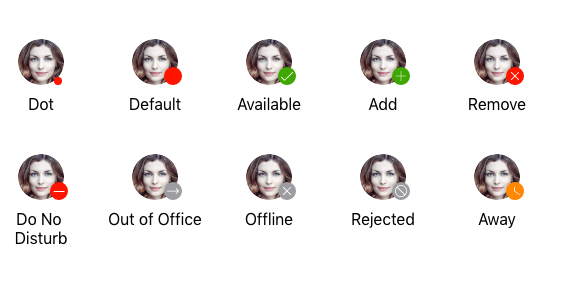 Dot
Default
Available
Add
Remove
Do No
Disturb
Out of Office
Offline
Rejected
Away